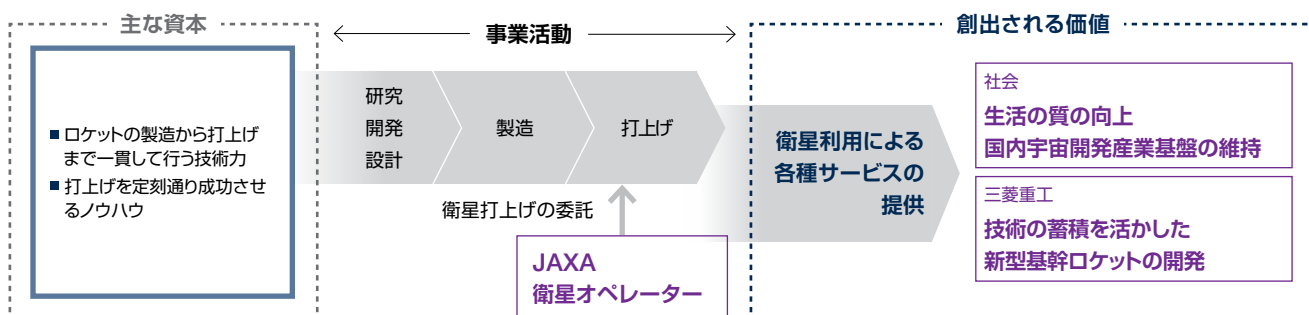 主な資本
■ ロケットの製造から打上げ
まで一貫して行う技術力
■ 打上げを定刻通り成功させ
るノウハウ
事業活動
研究
開発
設計
製造
打上げ
衛星打上げの委託
JAXA
衛星オペレーター
創出される価値
衛星利用による
各種サービスの
提供
社会
生活の質の向上
国内宇宙開発産業基盤の維持
三菱重工
技術の蓄積を活かした
新型基幹ロケットの開発